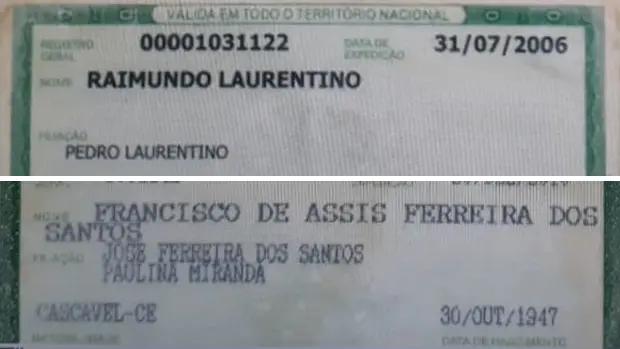 VÁLIDA EM TODO O TERRITÓRIO NACIONAL
REGISTRO GERAL 00001031122 DATA DE EXPEDIÇÃO 31/07/2006
NOME RAIMUNDO LAURENTINO
FILIAÇÃO
PEDRO LAURENTINO
NOME FRANCISCO DE ASSIS FERREIRA DOS
SANTOS
FILIAÇÃO JOSE FERREIRA DOS SANTOS
PAULINA MIRANDA
CASCAVEL-CE 30/OUT/1947
DATA DE NASCIMENTO